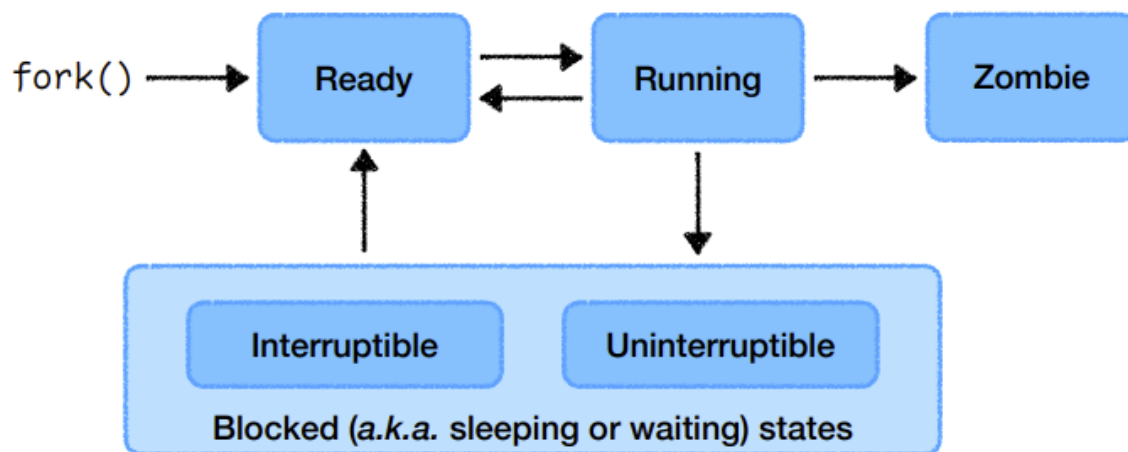 fork()
Ready
Running
Zombie
Interruptible
Uninterruptible
Blocked (a.k.a. sleeping or waiting) states